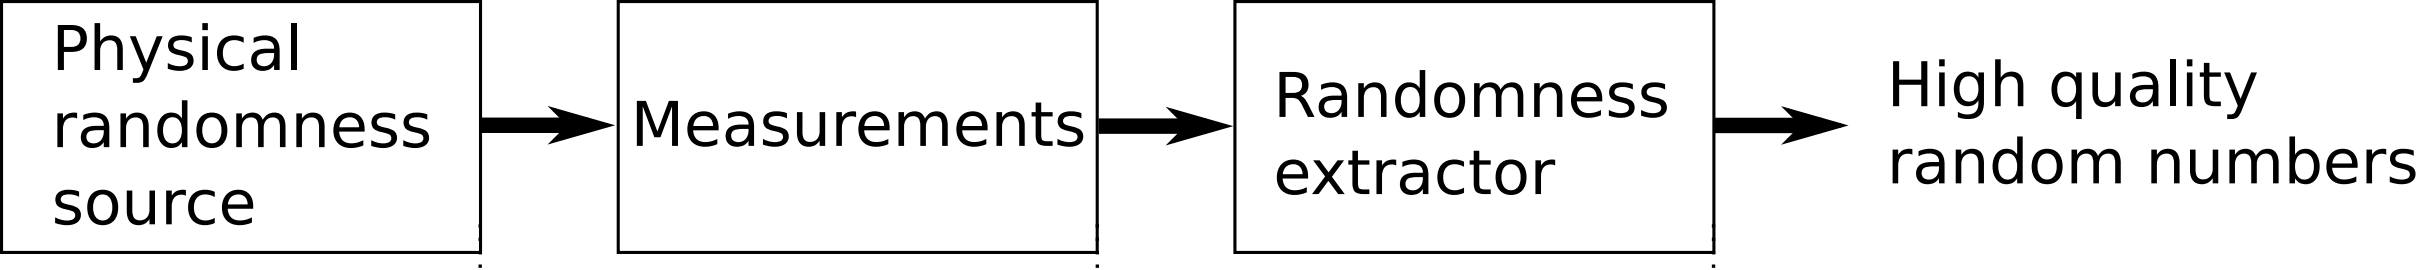 Physical
randomness
source
Measurements
Randomness
extractor
High quality
random numbers